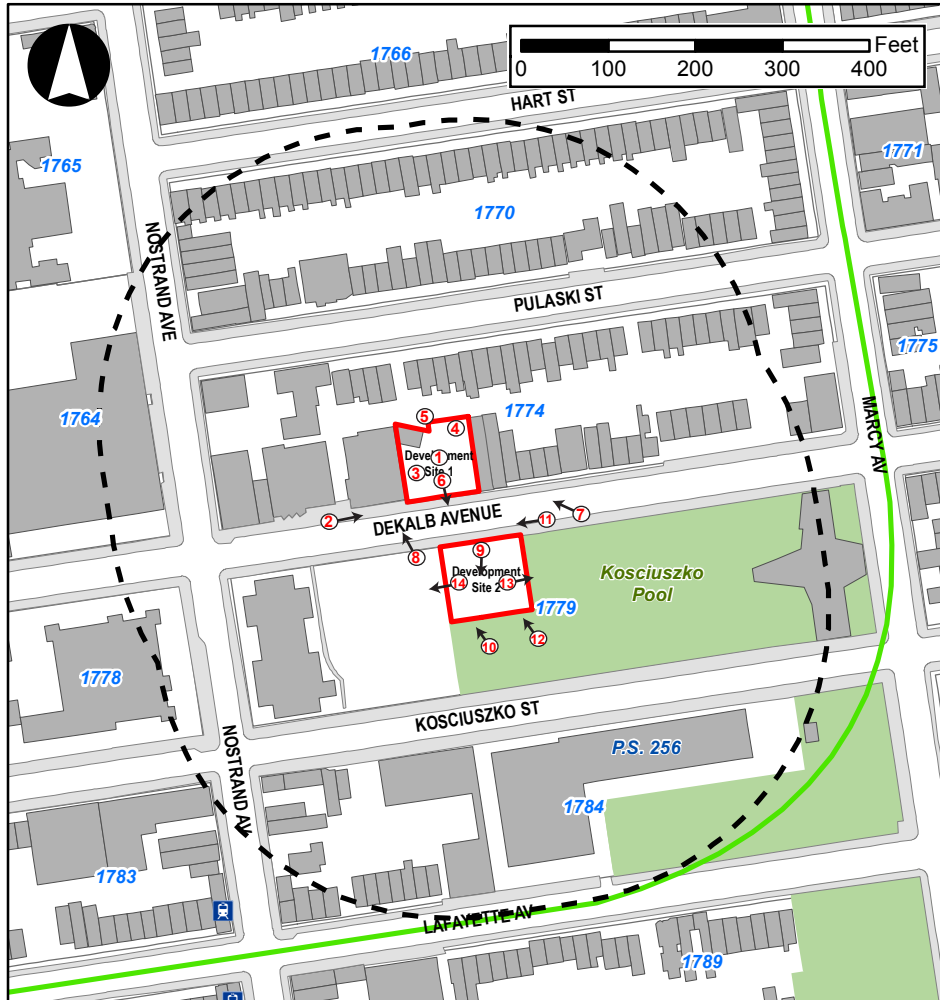 1766
Feet
0 100 200 300 400
HART ST
1771
1765
1770
NOSTRAND AVE
PULASKI ST
1775
1764
1774
MARCY AV
5
4
1
Development
Site 1
3
6
2
DEKALB AVENUE
7
11
8
9
Development
Site 2
14
13
Kosciuszko
Pool
1779
10
12
1778
KOSCIUSZKO ST
P.S. 256
NOSTRAND AV
1784
1783
LAFAYETTE AV
1789